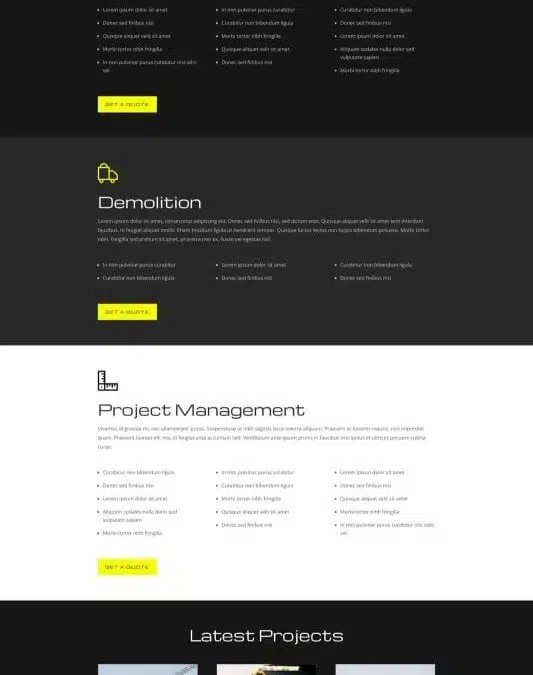 Lorem ipsum dolor sit amet
In non pulvinar purus curabitur
Curabitur non bibendum ligula
Donec sed finibus nisi
Curabitur non bibendum ligula
Donec sed finibus nisi
Quisque aliquet velit sit amet
Morbi tortor nibh fringilla
Lorem ipsum dolor sit amet
Morbi tortor nibh fringilla
Quisque aliquet velit sit amet
Aliquam sodales nulla dolor sed
vulputate sapien
In non pulvinar purus curabitur nisi odio
vel
Donec sed finibus nisi
Morbi tortor nibh fringilla
GET A QUOTE
Demolition
Lorem ipsum dolor sit amet, consectetur adipiscing elit. Donec sed finibus nisi, sed dictum eros. Quisque aliquet velit sit amet sem interdum
faucibus. In feugiat aliquet mollis. Etiam tincidunt ligula ut hendrerit semper. Quisque luctus lectus non turpis bibendum posuere. Morbi tortor
nibh, fringilla sed pretium sit amet, pharetra non ex. Fusce vel egestas nisl.
In non pulvinar purus curabitur
Lorem ipsum dolor sit amet
Curabitur non bibendum ligula
Curabitur non bibendum ligula
Donec sed finibus nisi
Donec sed finibus nisi
GET A QUOTE
Project Management
Vivamus id gravida mi, nec ullamcorper purus. Suspendisse ut nibh sagittis lacus viverra aliquam. Praesent ac lobortis mauris, non imperdiet
quam. Praesent laoreet elit nisi, id feugiat ante accumsan sed. Vestibulum ante ipsum primis in faucibus orci luctus et ultrices posuere cubilia
curae;
Curabitur non bibendum ligula
In non pulvinar purus curabitur
Lorem ipsum dolor sit amet
Donec sed finibus nisi
Curabitur non bibendum ligula
Donec sed finibus nisi
Lorem ipsum dolor sit amet
Morbi tortor nibh fringilla
Quisque aliquet velit sit amet
Aliquam sodales nulla dolor sed
vulputate sapien
Quisque aliquet velit sit amet
Morbi tortor nibh fringilla
Morbi tortor nibh fringilla
Donec sed finibus nisi
In non pulvinar purus curabitur nisi odio
vel
GET A QUOTE
Latest Projects